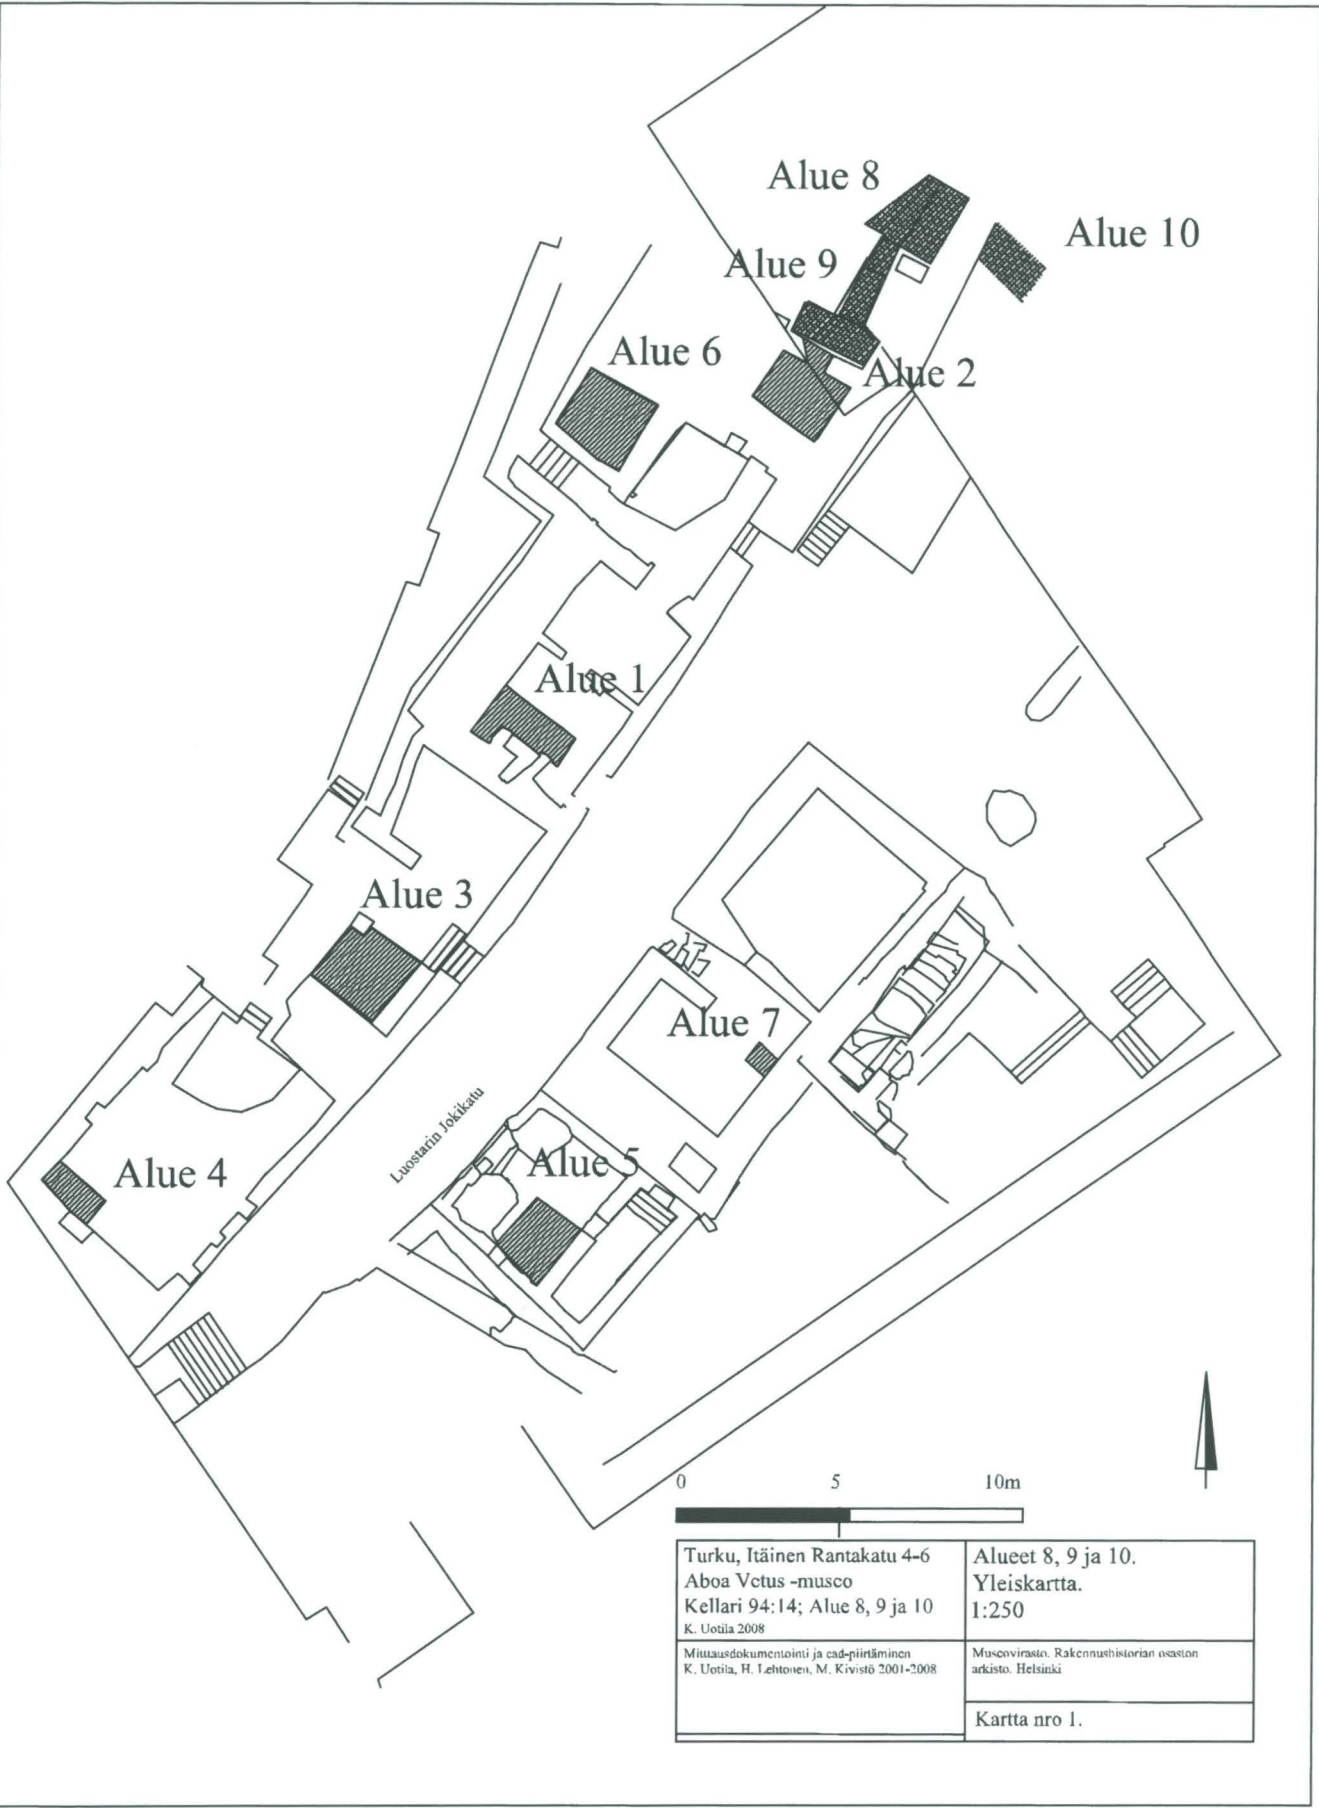 Alue 8
Alue 10
Alue 9
Alue 6
Alue 2
Alue 1
Alue 3
Alue 7
Luostarin Jokikatu
Alue 5
Alue 4
0 5 10m
Turku, Itäinen Rantakatu 4-6
Aboa Vetus -museo
Kellari 94:14; Alue 8, 9 ja 10
K. Uotila 2008
Alueet 8, 9 ja 10.
Yleiskartta.
1:250
Mittausdokumentointi ja cad-piirtäminen
K. Uotila, H. Lehtonen, M. Kivistö 2001-2008
Museovirasto. Rakennushistorian osaston
arkisto. Helsinki
Kartta nro 1.